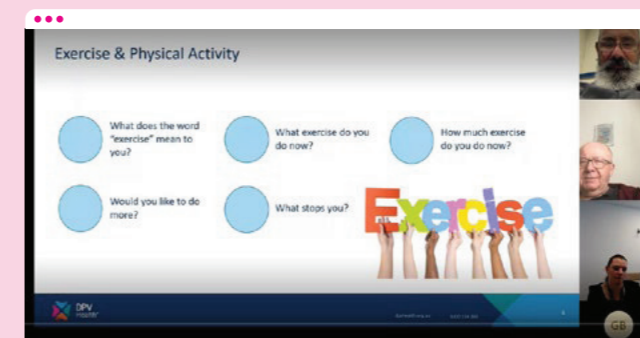 Exercise & Physical Activity
What does the word
"exercise" mean to
you?
What exercise do you
do now?
How much exercise
do you do now?
Would you like to do
more?
What stops you?
Exercise
DPV
Health
GB